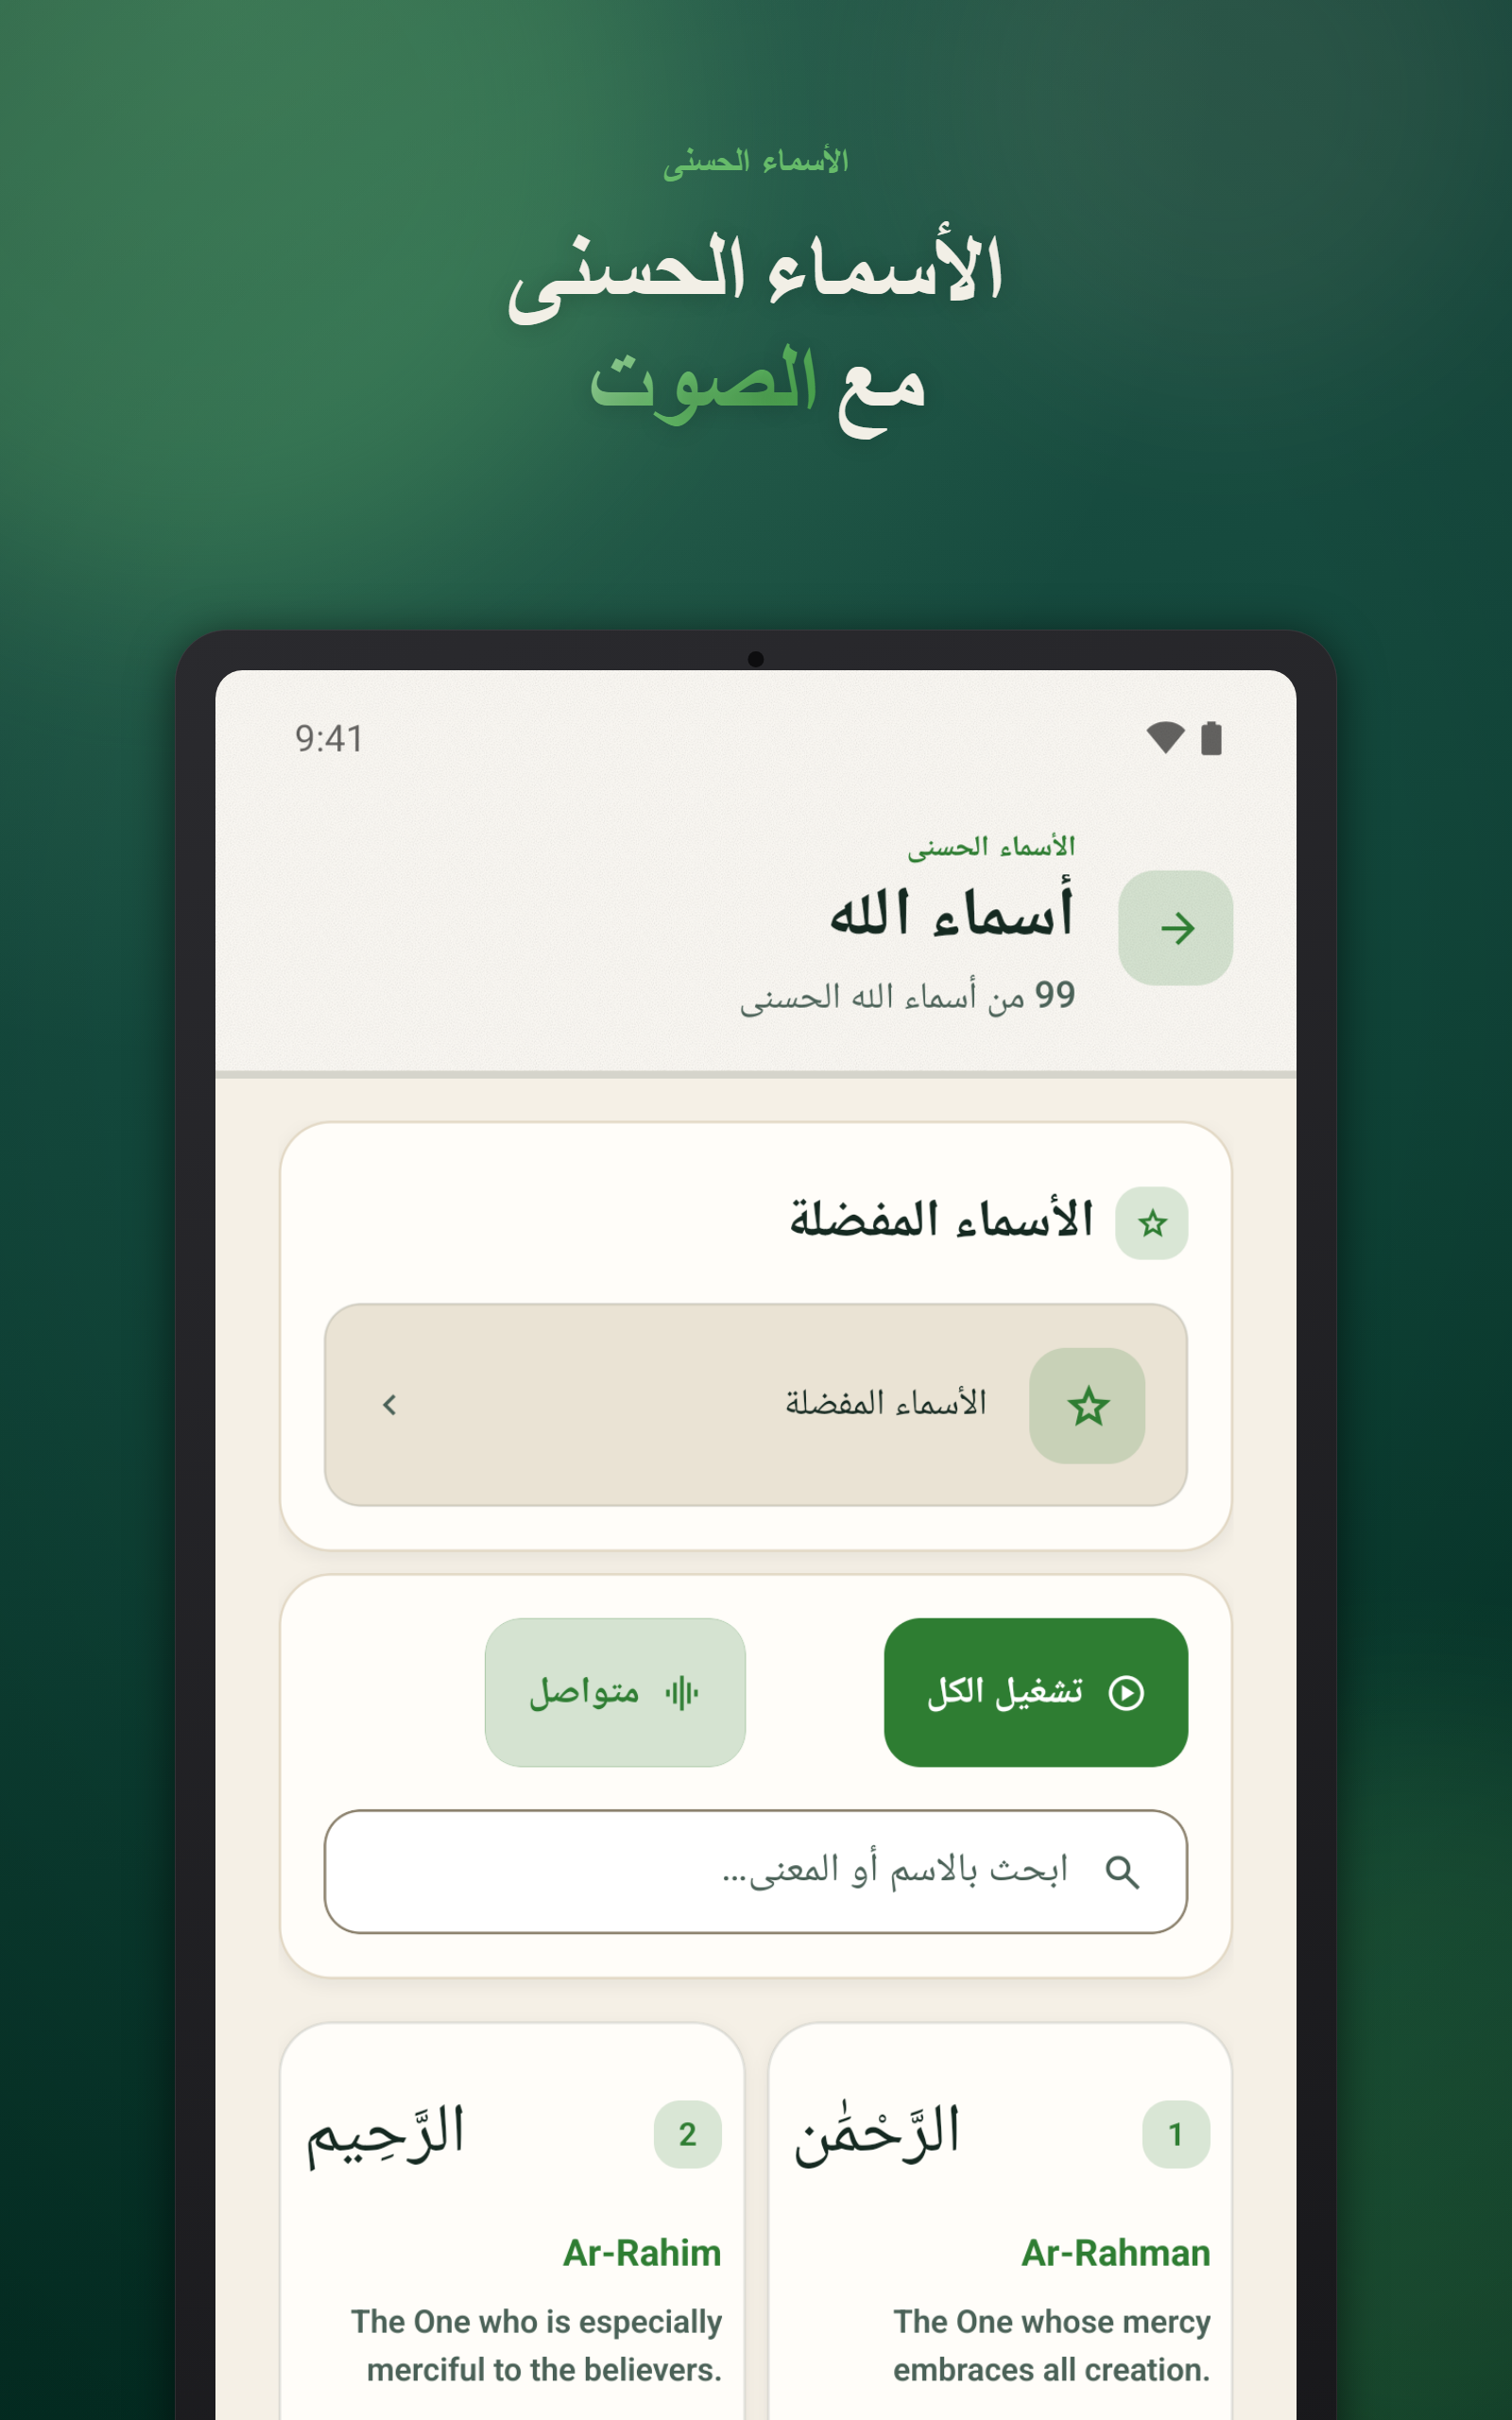 الأسماء الحسنى
الأسماء الحسنى
مع الصوت
9:41
الأسماء الحسنى
أسماء الله
99 من أسماء الله الحسنى
الأسماء المفضلة
الأسماء المفضلة
تشغيل الكل
متواصل
ابحث بالاسم أو المعنى...
1
الرَّحْمَٰن
Ar-Rahman
The One whose mercy
embraces all creation.
2
الرَّحِيم
Ar-Rahim
The One who is especially
merciful to the believers.